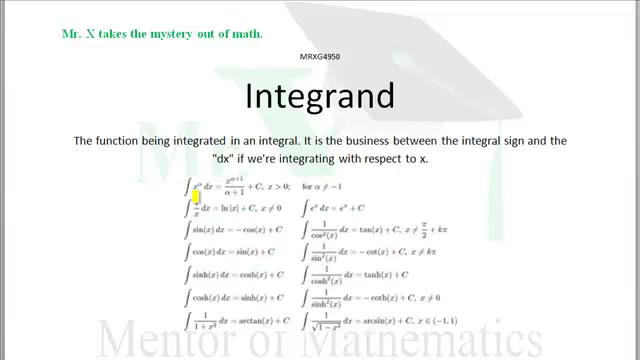 Mr. X takes the mystery out of math.
MRXG4950
Integrand
The function being integrated in an integral. It is the business between the integral sign and the
"dx" if we're integrating with respect to x.
∫ x^α dx = x^(α+1)/(α+1) + C, x > 0; for α ≠ −1
∫ /x dx = ln |x| + C, x ≠ 0 ∫ e^x dx = e^x + C
∫ sin(x) dx = − cos(x) + C ∫ 1/cos²(x) dx = tan(x) + C, x ≠ π/2 + kπ
∫ cos(x) dx = sin(x) + C ∫ 1/sin²(x) dx = − cot(x) + C, x ≠ kπ
∫ sinh(x) dx = cosh(x) + C ∫ 1/cosh²(x) dx = tanh(x) + C
∫ cosh(x) dx = sinh(x) + C ∫ 1/sinh²(x) dx = − coth(x) + C, x ≠ 0
∫ 1/(1 + x²) dx = arctan(x) + C ∫ 1/√(1 − x²) dx = arcsin(x) + C, x ∈ (−1, 1)
Mentor of Mathematics